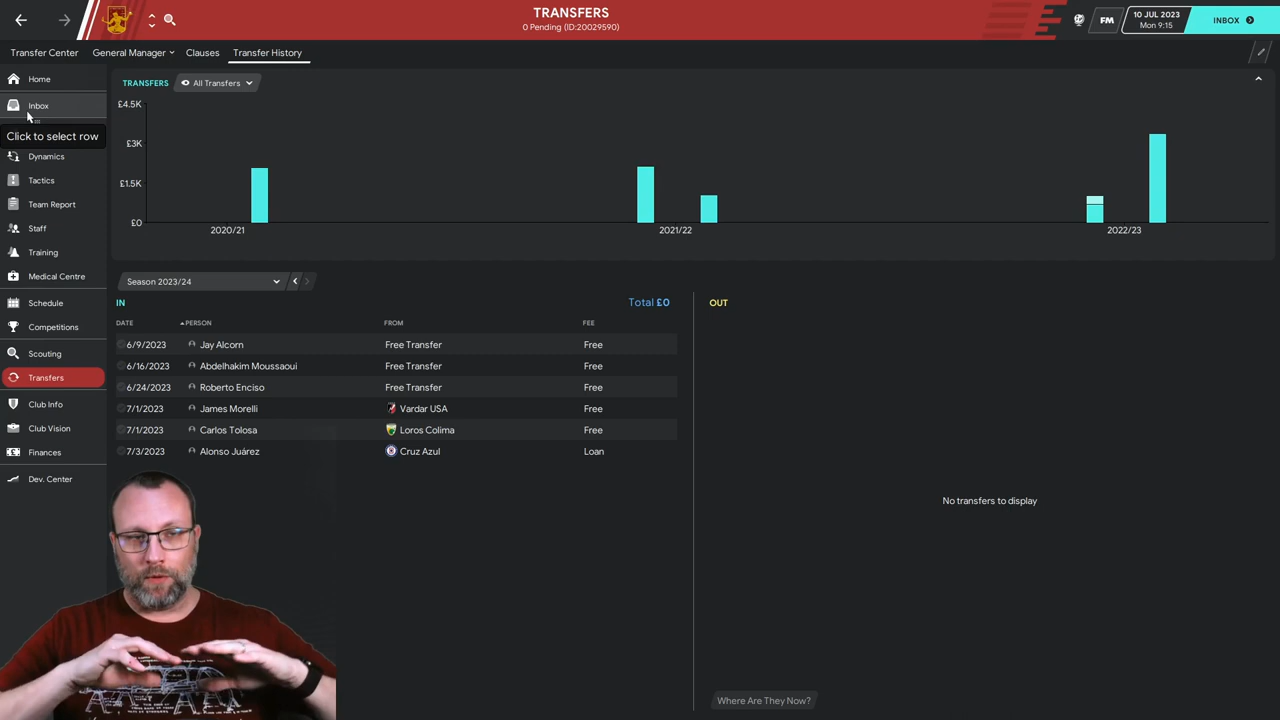 TRANSFERS
0 Pending (ID:20029590)
FM
10 JUL 2023
Mon 9:15
INBOX
Transfer Center
General Manager
Clauses
Transfer History
Home
Inbox
Click to select row
Dynamics
Tactics
Team Report
Staff
Training
Medical Centre
Schedule
Competitions
Scouting
Transfers
Club Info
Club Vision
Finances
Dev. Center
TRANSFERS All Transfers
£4.5K
£3K
£1.5K
£0
2020/21 2021/22 2022/23
Season 2023/24
IN Total £0
DATE PERSON FROM FEE
6/9/2023 Jay Alcorn Free Transfer Free
6/16/2023 Abdelhakim Moussaoui Free Transfer Free
6/24/2023 Roberto Enciso Free Transfer Free
7/1/2023 James Morelli Vardar USA Free
7/1/2023 Carlos Tolosa Loros Colima Free
7/3/2023 Alonso Juárez Cruz Azul Loan
OUT
No transfers to display
Where Are They Now?